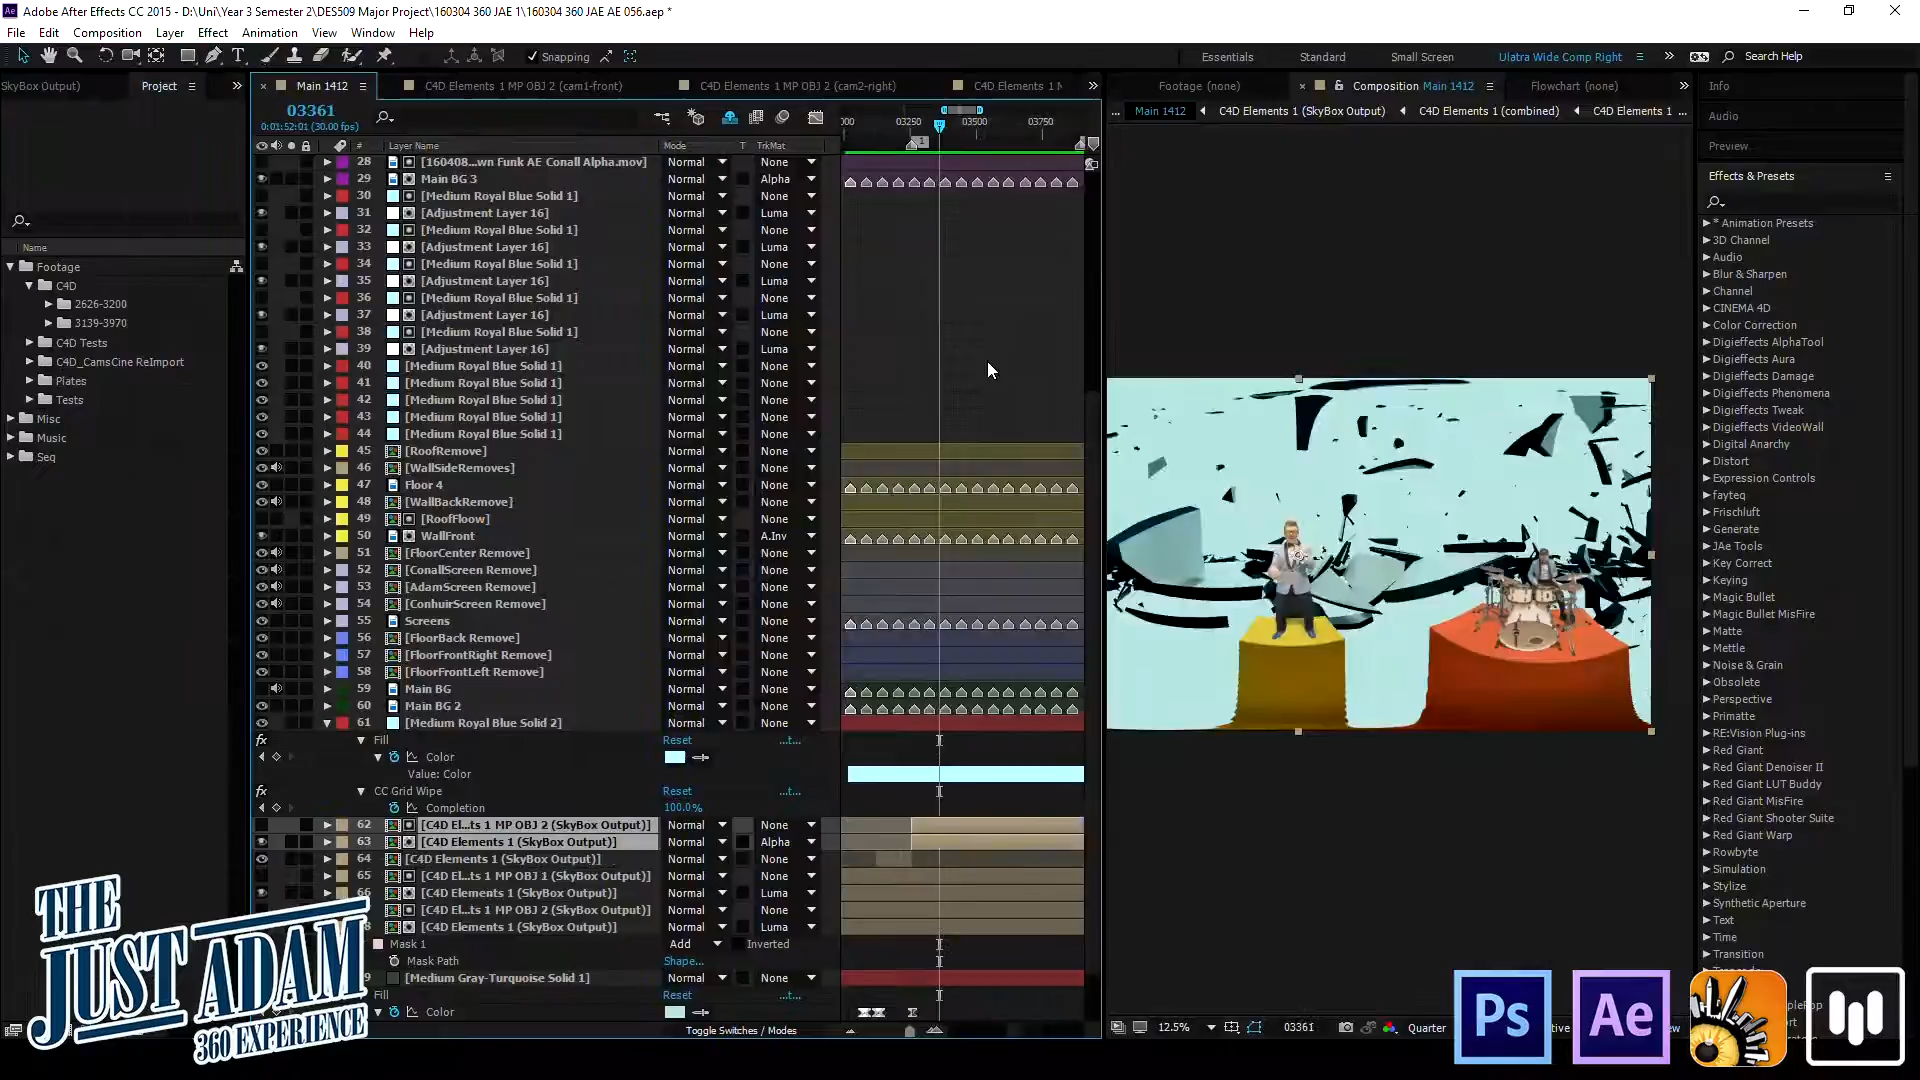 Ae Adobe After Effects CC 2015 - D:\Uni\Year 3 Semester 2\DES509 Major Project\160304 360 JAE 1\160304 360 JAE AE 056.aep *
File Edit Composition Layer Effect Animation View Window Help
T Snapping Essentials Standard Small Screen Ulatra Wide Comp Right Search Help
SkyBox Output) Project Main 1412 C4D Elements 1 MP OBJ 2 (cam1-front) C4D Elements 1 MP OBJ 2 (cam2-right) C4D Elements 1 M Footage (none) Composition Main 1412 Flowchart (none) Info
03361
0:01:52:01 (30.00 fps)
000 03250 03500 03750
... Main 1412 C4D Elements 1 (SkyBox Output) C4D Elements 1 (combined) C4D Elements 1 ...
Audio
Preview
# Layer Name Mode T TrkMat
28 [160408...wn Funk AE Conall Alpha.mov] Normal None
29 Main BG 3 Normal Alpha
30 [Medium Royal Blue Solid 1] Normal None
31 [Adjustment Layer 16] Normal Luma
32 [Medium Royal Blue Solid 1] Normal None
33 [Adjustment Layer 16] Normal Luma
34 [Medium Royal Blue Solid 1] Normal None
35 [Adjustment Layer 16] Normal Luma
36 [Medium Royal Blue Solid 1] Normal None
37 [Adjustment Layer 16] Normal Luma
38 [Medium Royal Blue Solid 1] Normal None
39 [Adjustment Layer 16] Normal Luma
40 [Medium Royal Blue Solid 1] Normal None
41 [Medium Royal Blue Solid 1] Normal None
42 [Medium Royal Blue Solid 1] Normal None
43 [Medium Royal Blue Solid 1] Normal None
44 [Medium Royal Blue Solid 1] Normal None
45 [RoofRemove] Normal None
46 [WallSideRemoves] Normal None
47 Floor 4 Normal None
48 [WallBackRemove] Normal None
49 [RoofFloow] Normal None
50 WallFront Normal A.Inv
51 [FloorCenter Remove] Normal None
52 [ConallScreen Remove] Normal None
53 [AdamScreen Remove] Normal None
54 [ConhuirScreen Remove] Normal None
55 Screens Normal None
56 [FloorBack Remove] Normal None
57 [FloorFrontRight Remove] Normal None
58 [FloorFrontLeft Remove] Normal None
59 Main BG Normal None
60 Main BG 2 Normal None
61 [Medium Royal Blue Solid 2] Normal None
fx Fill Reset ...t...
Color
Value: Color
fx CC Grid Wipe Reset ...t...
Completion 100.0%
62 [C4D El...ts 1 MP OBJ 2 (SkyBox Output)] Normal None
63 [C4D Elements 1 (SkyBox Output)] Normal Alpha
64 [C4D Elements 1 (SkyBox Output)] Normal None
65 [C4D El...ts 1 MP OBJ 1 (SkyBox Output)] Normal None
66 [C4D Elements 1 (SkyBox Output)] Normal Luma
[C4D El...ts 1 MP OBJ 2 (SkyBox Output)] Normal None
8 [C4D Elements 1 (SkyBox Output)] Normal Luma
Mask 1 Add Inverted
Mask Path Shape...
9 [Medium Gray-Turquoise Solid 1] Normal None
Fill Reset ...t...
Color
Toggle Switches / Modes
Name
Footage
C4D
2626-3200
3139-3970
C4D Tests
C4D_CamsCine ReImport
Plates
Tests
Misc
Music
Seq
Effects & Presets
* Animation Presets
3D Channel
Audio
Blur & Sharpen
Channel
CINEMA 4D
Color Correction
Digieffects AlphaTool
Digieffects Aura
Digieffects Damage
Digieffects Phenomena
Digieffects Tweak
Digieffects VideoWall
Digital Anarchy
Distort
Expression Controls
fayteq
Frischluft
Generate
JAe Tools
Key Correct
Keying
Magic Bullet
Magic Bullet MisFire
Matte
Mettle
Noise & Grain
Obsolete
Perspective
Primatte
RE:Vision Plug-ins
Red Giant
Red Giant Denoiser II
Red Giant LUT Buddy
Red Giant MisFire
Red Giant Shooter Suite
Red Giant Warp
Rowbyte
Simulation
Stylize
Synthetic Aperture
Text
Time
Transition
12.5% 03361 Quarter
THE
JUST ADAM
360 EXPERIENCE
Ps Ae